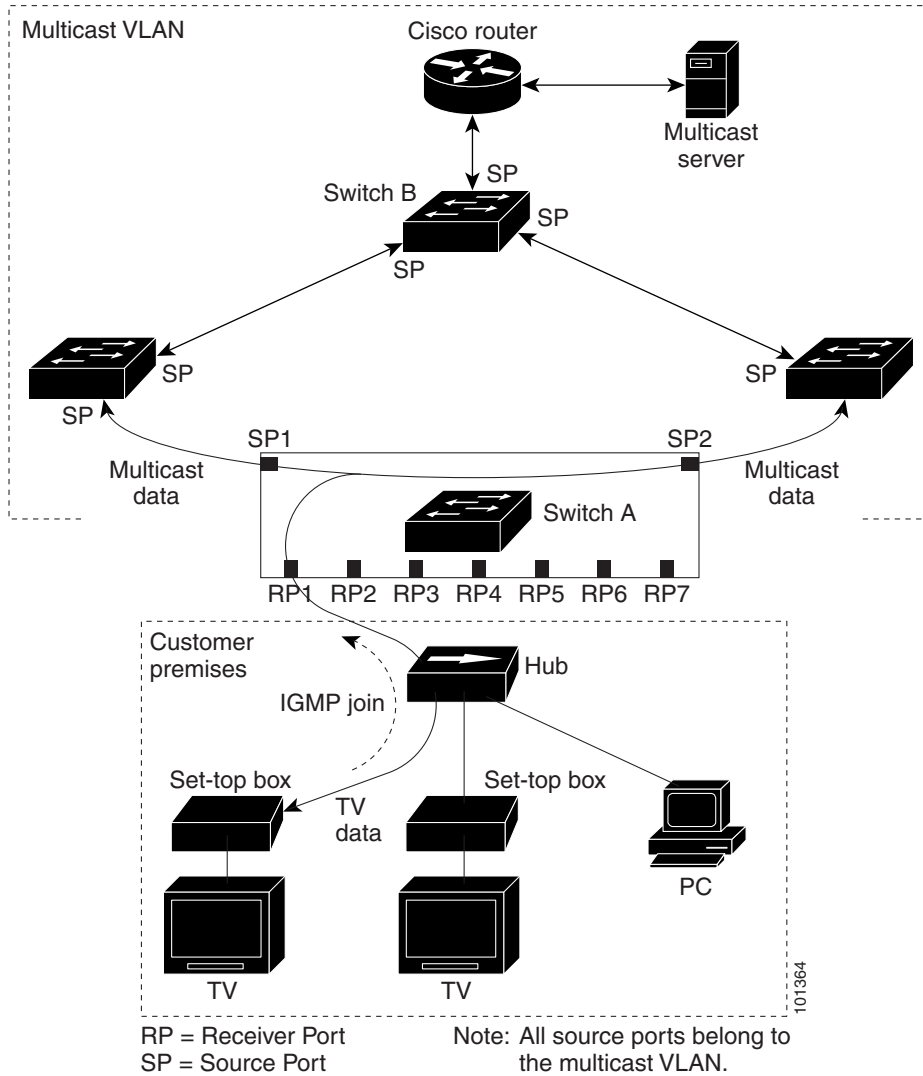 Multicast VLAN
Cisco router
Multicast
server
SP
Switch B
SP
SP
SP
SP
SP
SP1
SP2
Multicast
data
Multicast
data
Switch A
RP1 RP2 RP3 RP4 RP5 RP6 RP7
Customer
premises
Hub
IGMP join
Set-top box
TV
data
Set-top box
PC
TV
TV
101364
RP = Receiver Port
SP = Source Port
Note: All source ports belong to
the multicast VLAN.